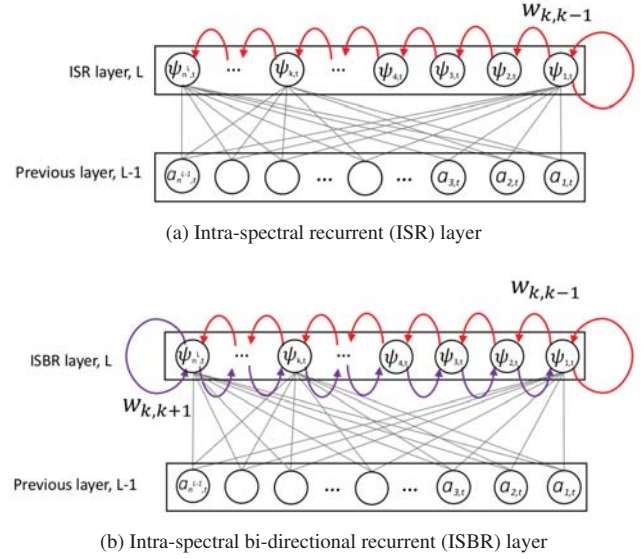 w_{k,k-1}
ISR layer, L
ψ_{n^L,t} ... ψ_{k,t} ... ψ_{4,t} ψ_{3,t} ψ_{2,t} ψ_{1,t}
Previous layer, L-1
a_{n^{L-1},t} ... ... a_{3,t} a_{2,t} a_{1,t}
(a) Intra-spectral recurrent (ISR) layer
w_{k,k-1}
ISBR layer, L
ψ_{n^L,t} ... ψ_{k,t} ... ψ_{4,t} ψ_{3,t} ψ_{2,t} ψ_{1,t}
w_{k,k+1}
Previous layer, L-1
a_{n^{L-1},t} ... ... a_{3,t} a_{2,t} a_{1,t}
(b) Intra-spectral bi-directional recurrent (ISBR) layer